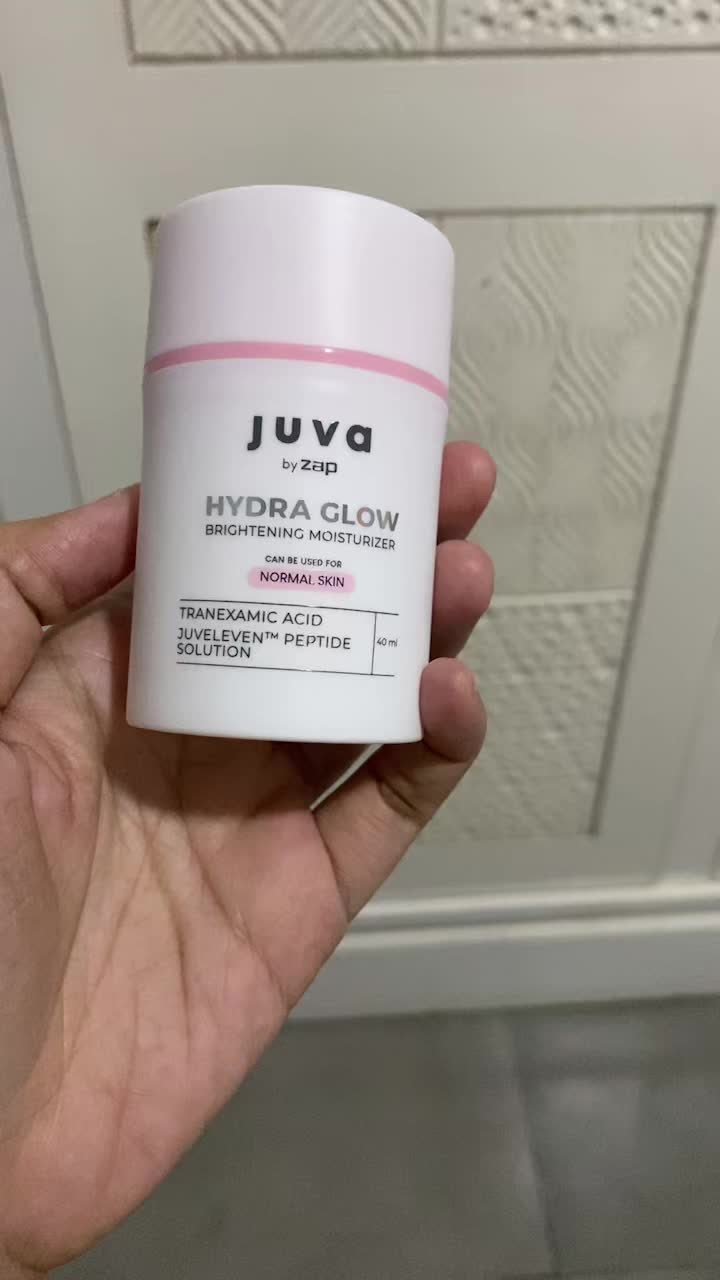 juva
by zap
HYDRA GLOW
BRIGHTENING MOISTURIZER
CAN BE USED FOR
NORMAL SKIN
TRANEXAMIC ACID
JUVELEVEN™ PEPTIDE
SOLUTION
40 ml